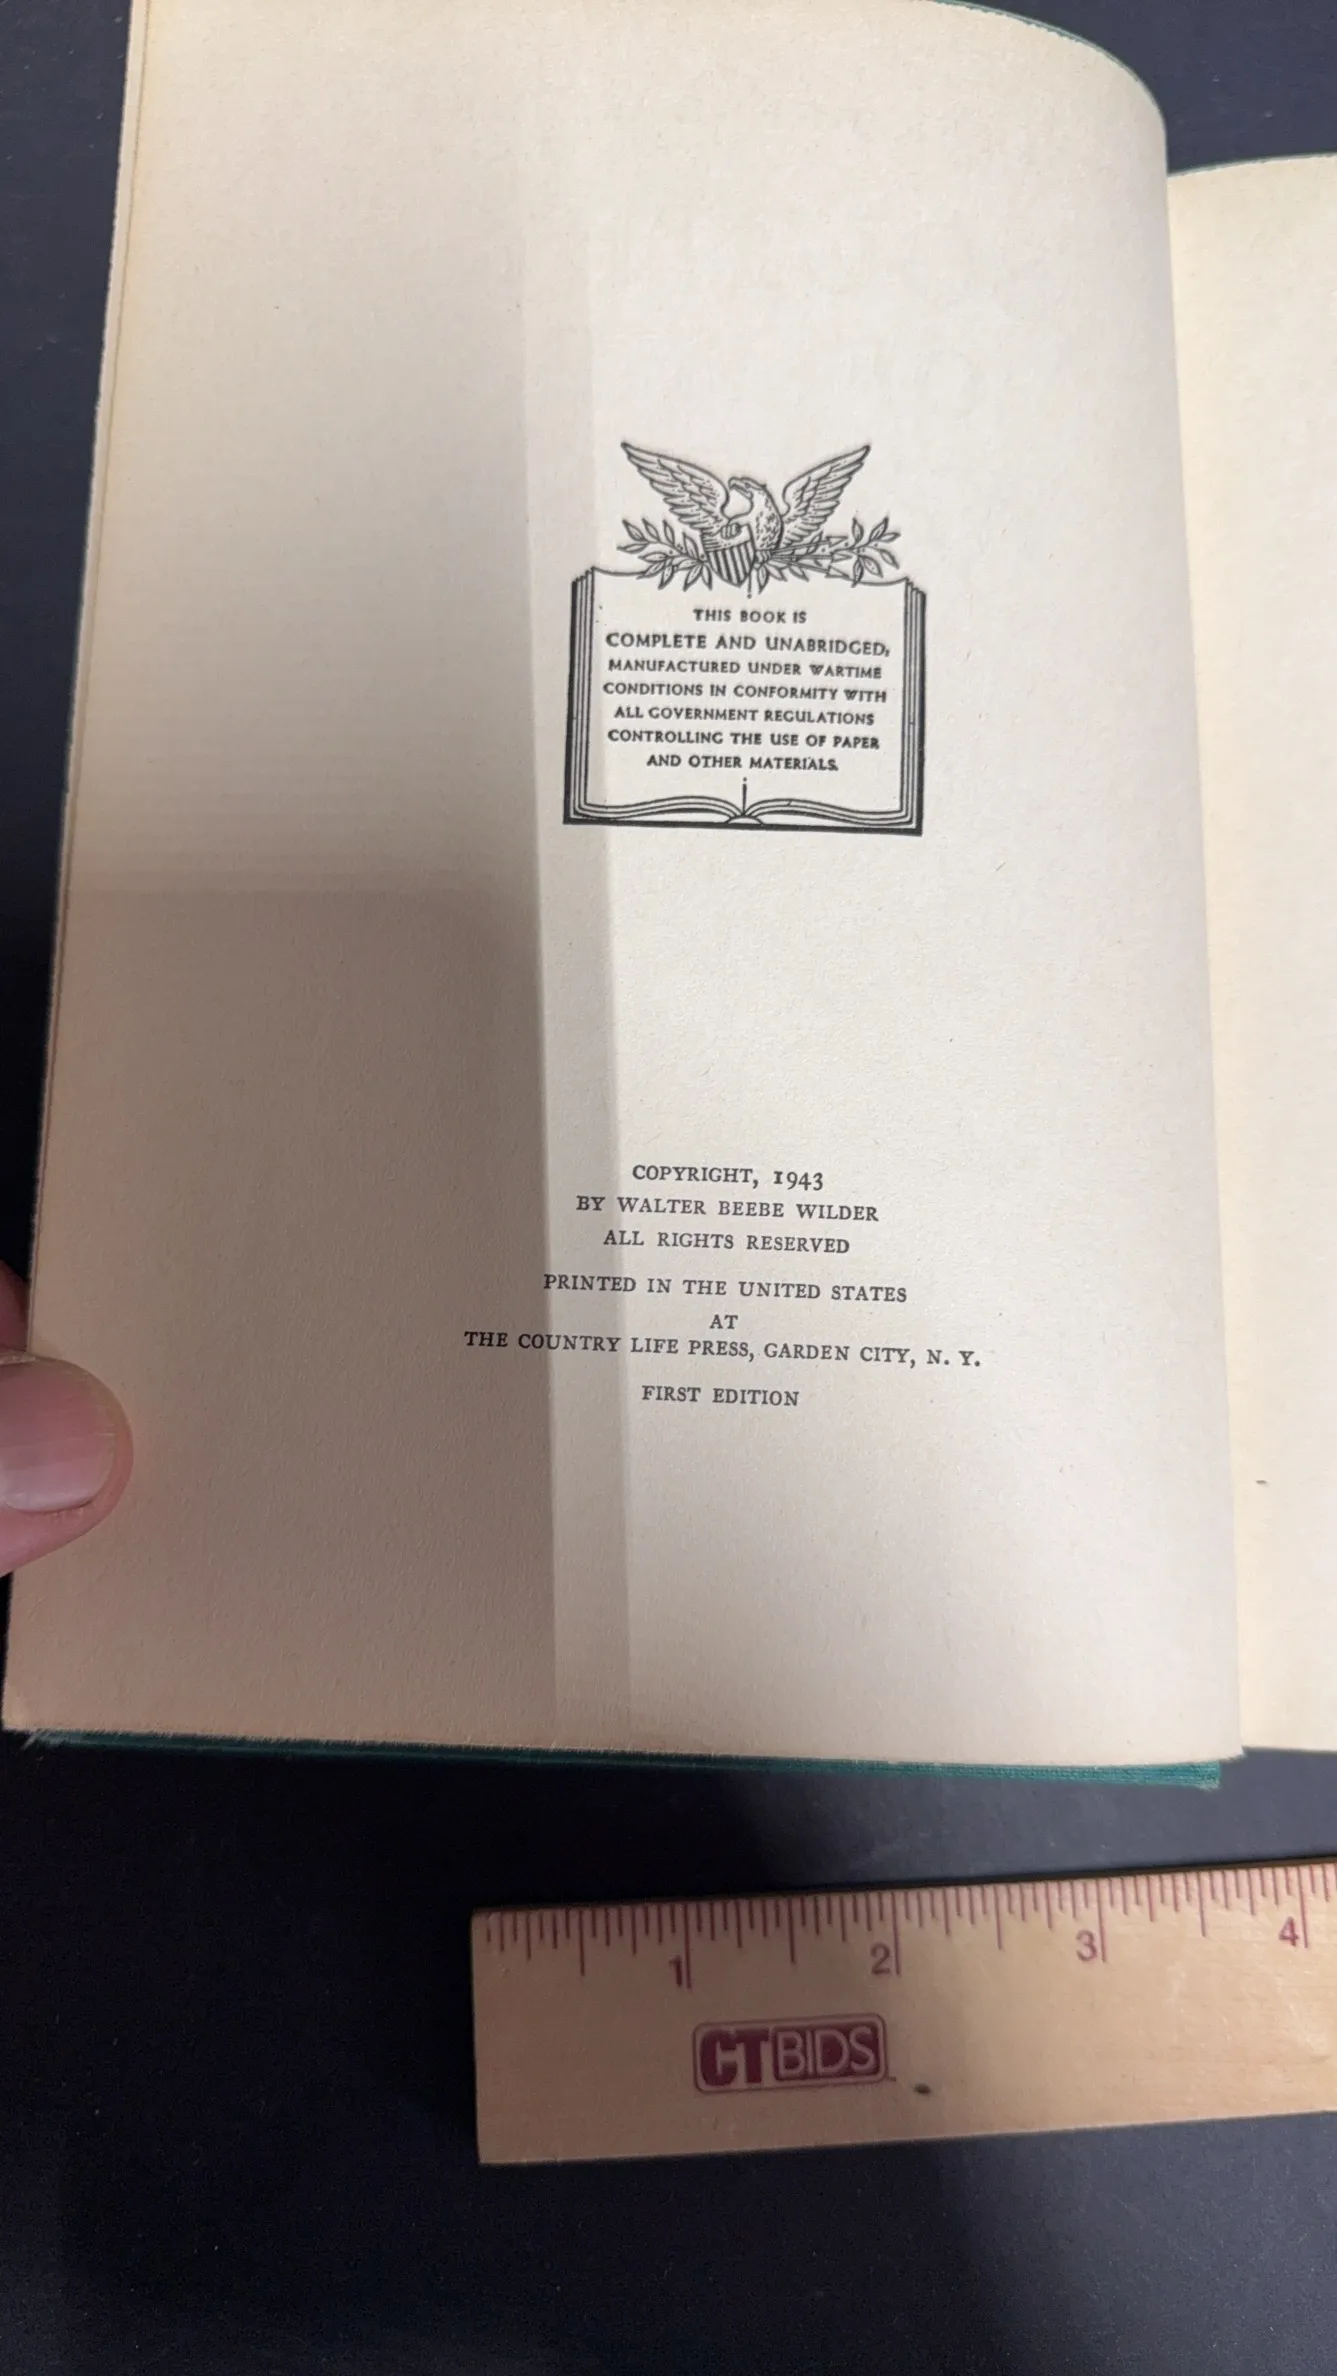 THIS BOOK IS
COMPLETE AND UNABRIDGED,
MANUFACTURED UNDER WARTIME
CONDITIONS IN CONFORMITY WITH
ALL GOVERNMENT REGULATIONS
CONTROLLING THE USE OF PAPER
AND OTHER MATERIALS.
COPYRIGHT, 1943
BY WALTER BEEBE WILDER
ALL RIGHTS RESERVED
PRINTED IN THE UNITED STATES
AT
THE COUNTRY LIFE PRESS, GARDEN CITY, N. Y.
FIRST EDITION
1 2 3 4
CTBIDS